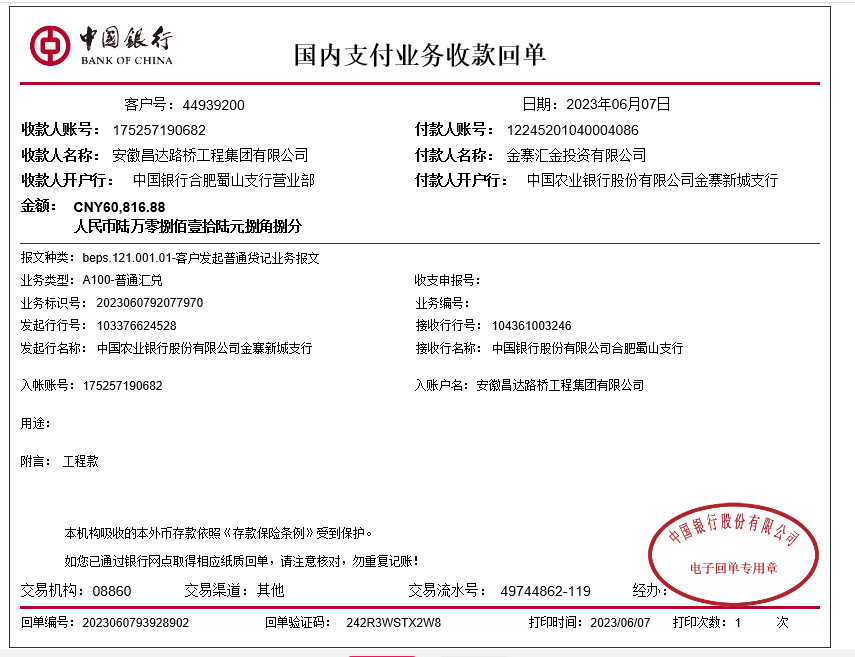 中国银行
BANK OF CHINA
国内支付业务收款回单
客户号：44939200 日期：2023年06月07日
收款人账号：175257190682 付款人账号：12245201040004086
收款人名称：安徽昌达路桥工程集团有限公司 付款人名称：金寨汇金投资有限公司
收款人开户行：中国银行合肥蜀山支行营业部 付款人开户行：中国农业银行股份有限公司金寨新城支行
金额：CNY60,816.88
人民币陆万零捌佰壹拾陆元捌角捌分
报文种类：beps.121.001.01-客户发起普通贷记业务报文
业务类型：A100-普通汇兑 收支申报号：
业务标识号：2023060792077970 业务编号：
发起行行号：103376624528 接收行行号：104361003246
发起行名称：中国农业银行股份有限公司金寨新城支行 接收行名称：中国银行股份有限公司合肥蜀山支行
入帐账号：175257190682 入账户名：安徽昌达路桥工程集团有限公司
用途：
附言：工程款
本机构吸收的本外币存款依照《存款保险条例》受到保护。
如您已通过银行网点取得相应纸质回单，请注意核对，勿重复记账！
中国银行股份有限公司
电子回单专用章
交易机构：08860 交易渠道：其他 交易流水号：49744862-119 经办：
回单编号：2023060793928902 回单验证码：242R3WSTX2W8 打印时间：2023/06/07 打印次数：1 次